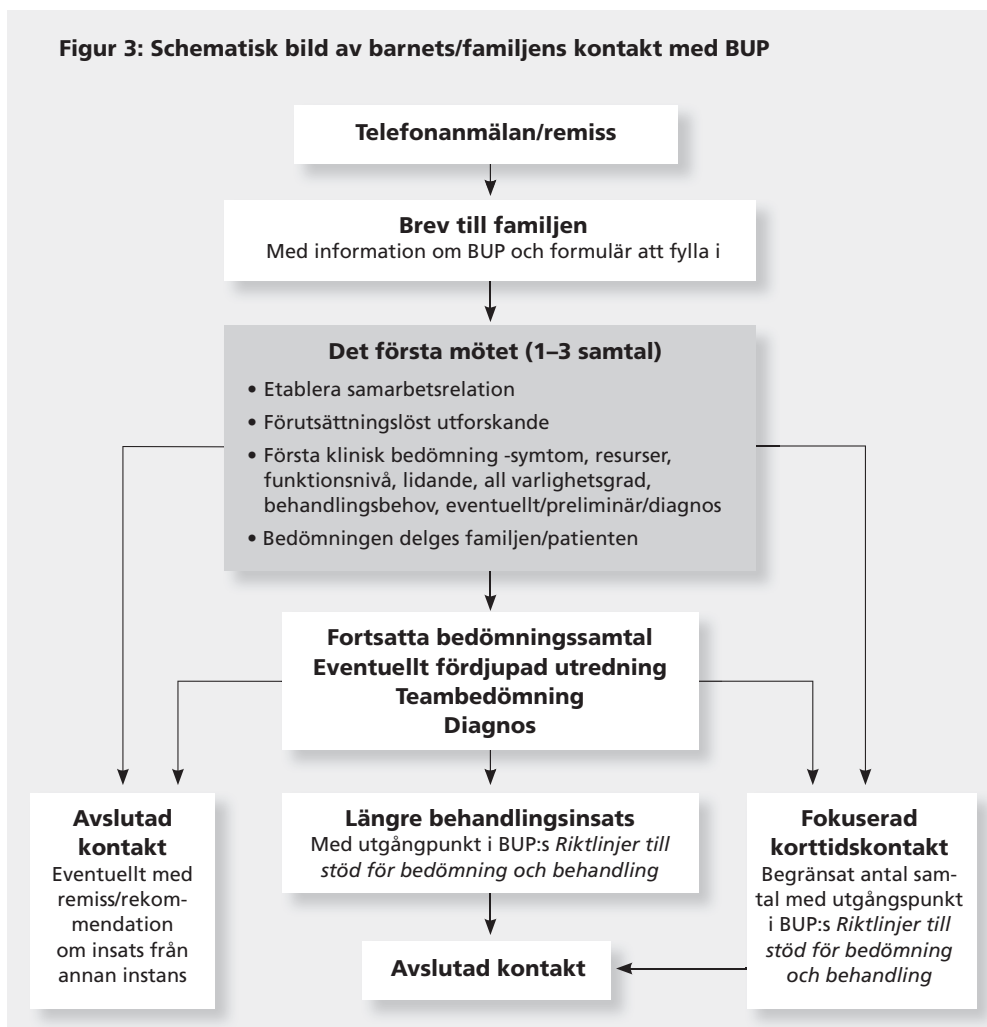 Figur 3: Schematisk bild av barnets/familjens kontakt med BUP
Telefonanmälan/remiss
Brev till familjen
Med information om BUP och formulär att fylla i
Det första mötet (1–3 samtal)
• Etablera samarbetsrelation
• Förutsättningslöst utforskande
• Första klinisk bedömning -symtom, resurser,
funktionsnivå, lidande, all varlighetsgrad,
behandlingsbehov, eventuellt/preliminär/diagnos
• Bedömningen delges familjen/patienten
Fortsatta bedömningssamtal
Eventuellt fördjupad utredning
Teambedömning
Diagnos
Avslutad
kontakt
Eventuellt med
remiss/rekom-
mendation
om insats från
annan instans
Längre behandlingsinsats
Med utgångpunkt i BUP:s Riktlinjer till
stöd för bedömning och behandling
Avslutad kontakt
Fokuserad
korttidskontakt
Begränsat antal sam-
tal med utgångspunkt
i BUP:s Riktlinjer till
stöd för bedömning
och behandling